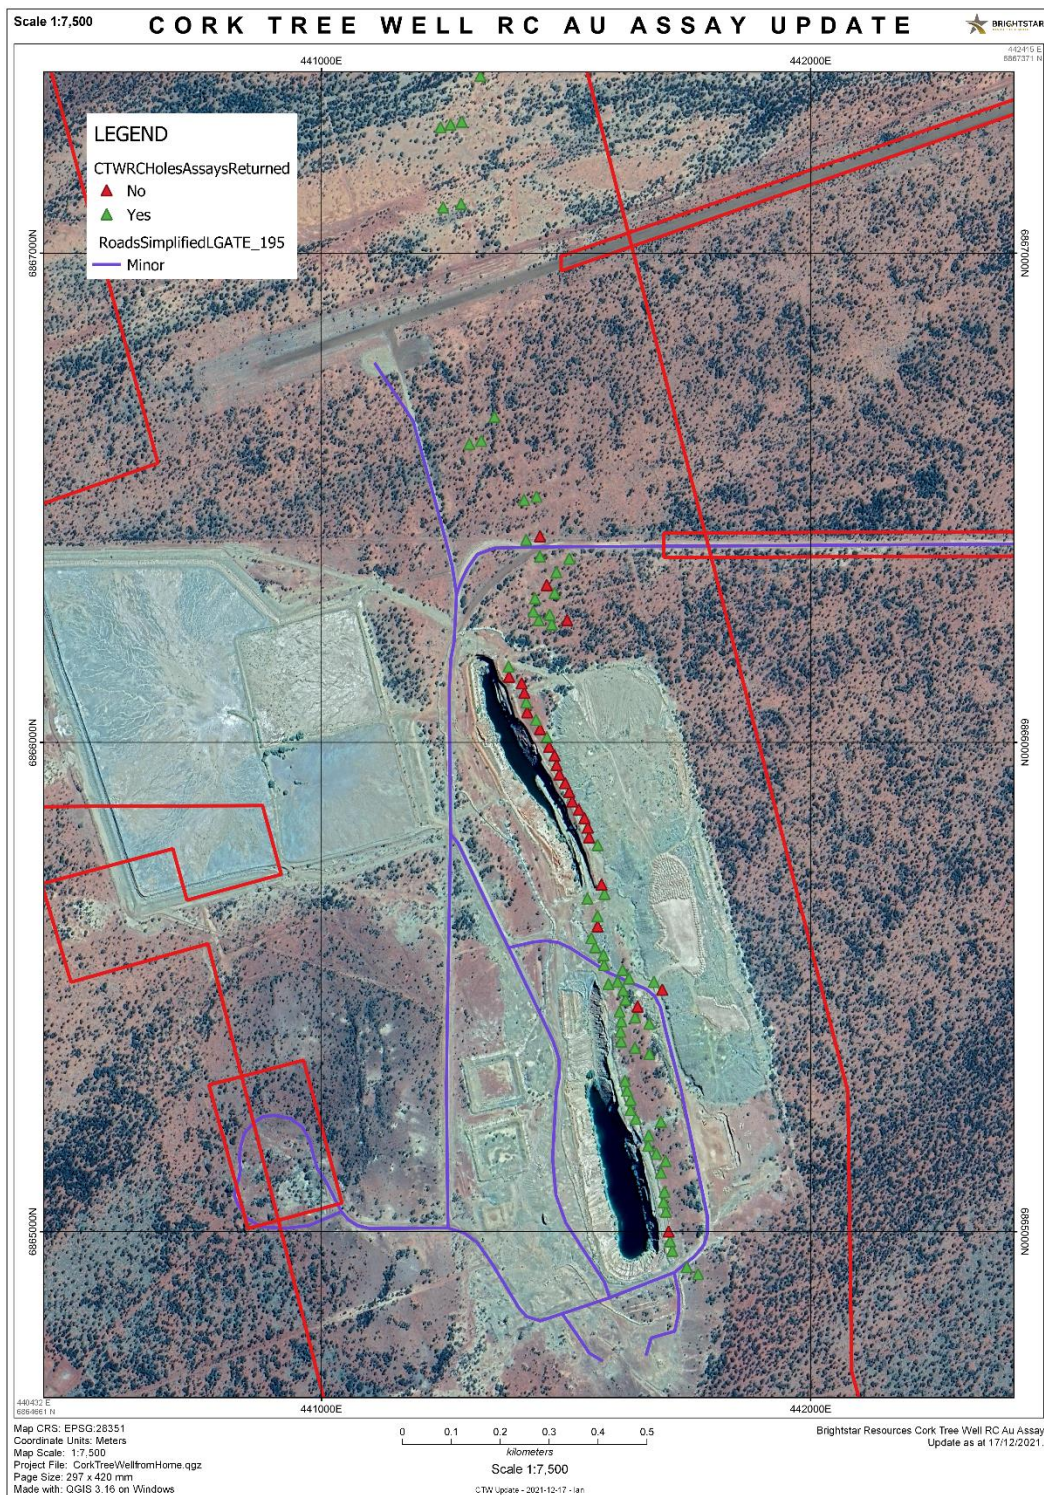 Scale 1:7,500
CORK TREE WELL RC AU ASSAY UPDATE
BRIGHTSTAR
442415 E
6867371 N
441000E
442000E
LEGEND
CTWRCHolesAssaysReturned
No
Yes
RoadsSimplifiedLGATE_195
Minor
6867000N
6867000N
6866000N
6866000N
6865000N
6865000N
440432 E
6864661 N
441000E
442000E
Map CRS: EPSG:28351
Coordinate Units: Meters
Map Scale: 1:7,500
Project File: CorkTreeWellfromHome.qgz
Page Size: 297 x 420 mm
Made with: QGIS 3.16 on Windows
0 0.1 0.2 0.3 0.4 0.5
kilometers
Scale 1:7,500
CTW Update - 2021-12-17 - Ian
Brightstar Resources Cork Tree Well RC Au Assay
Update as at 17/12/2021.